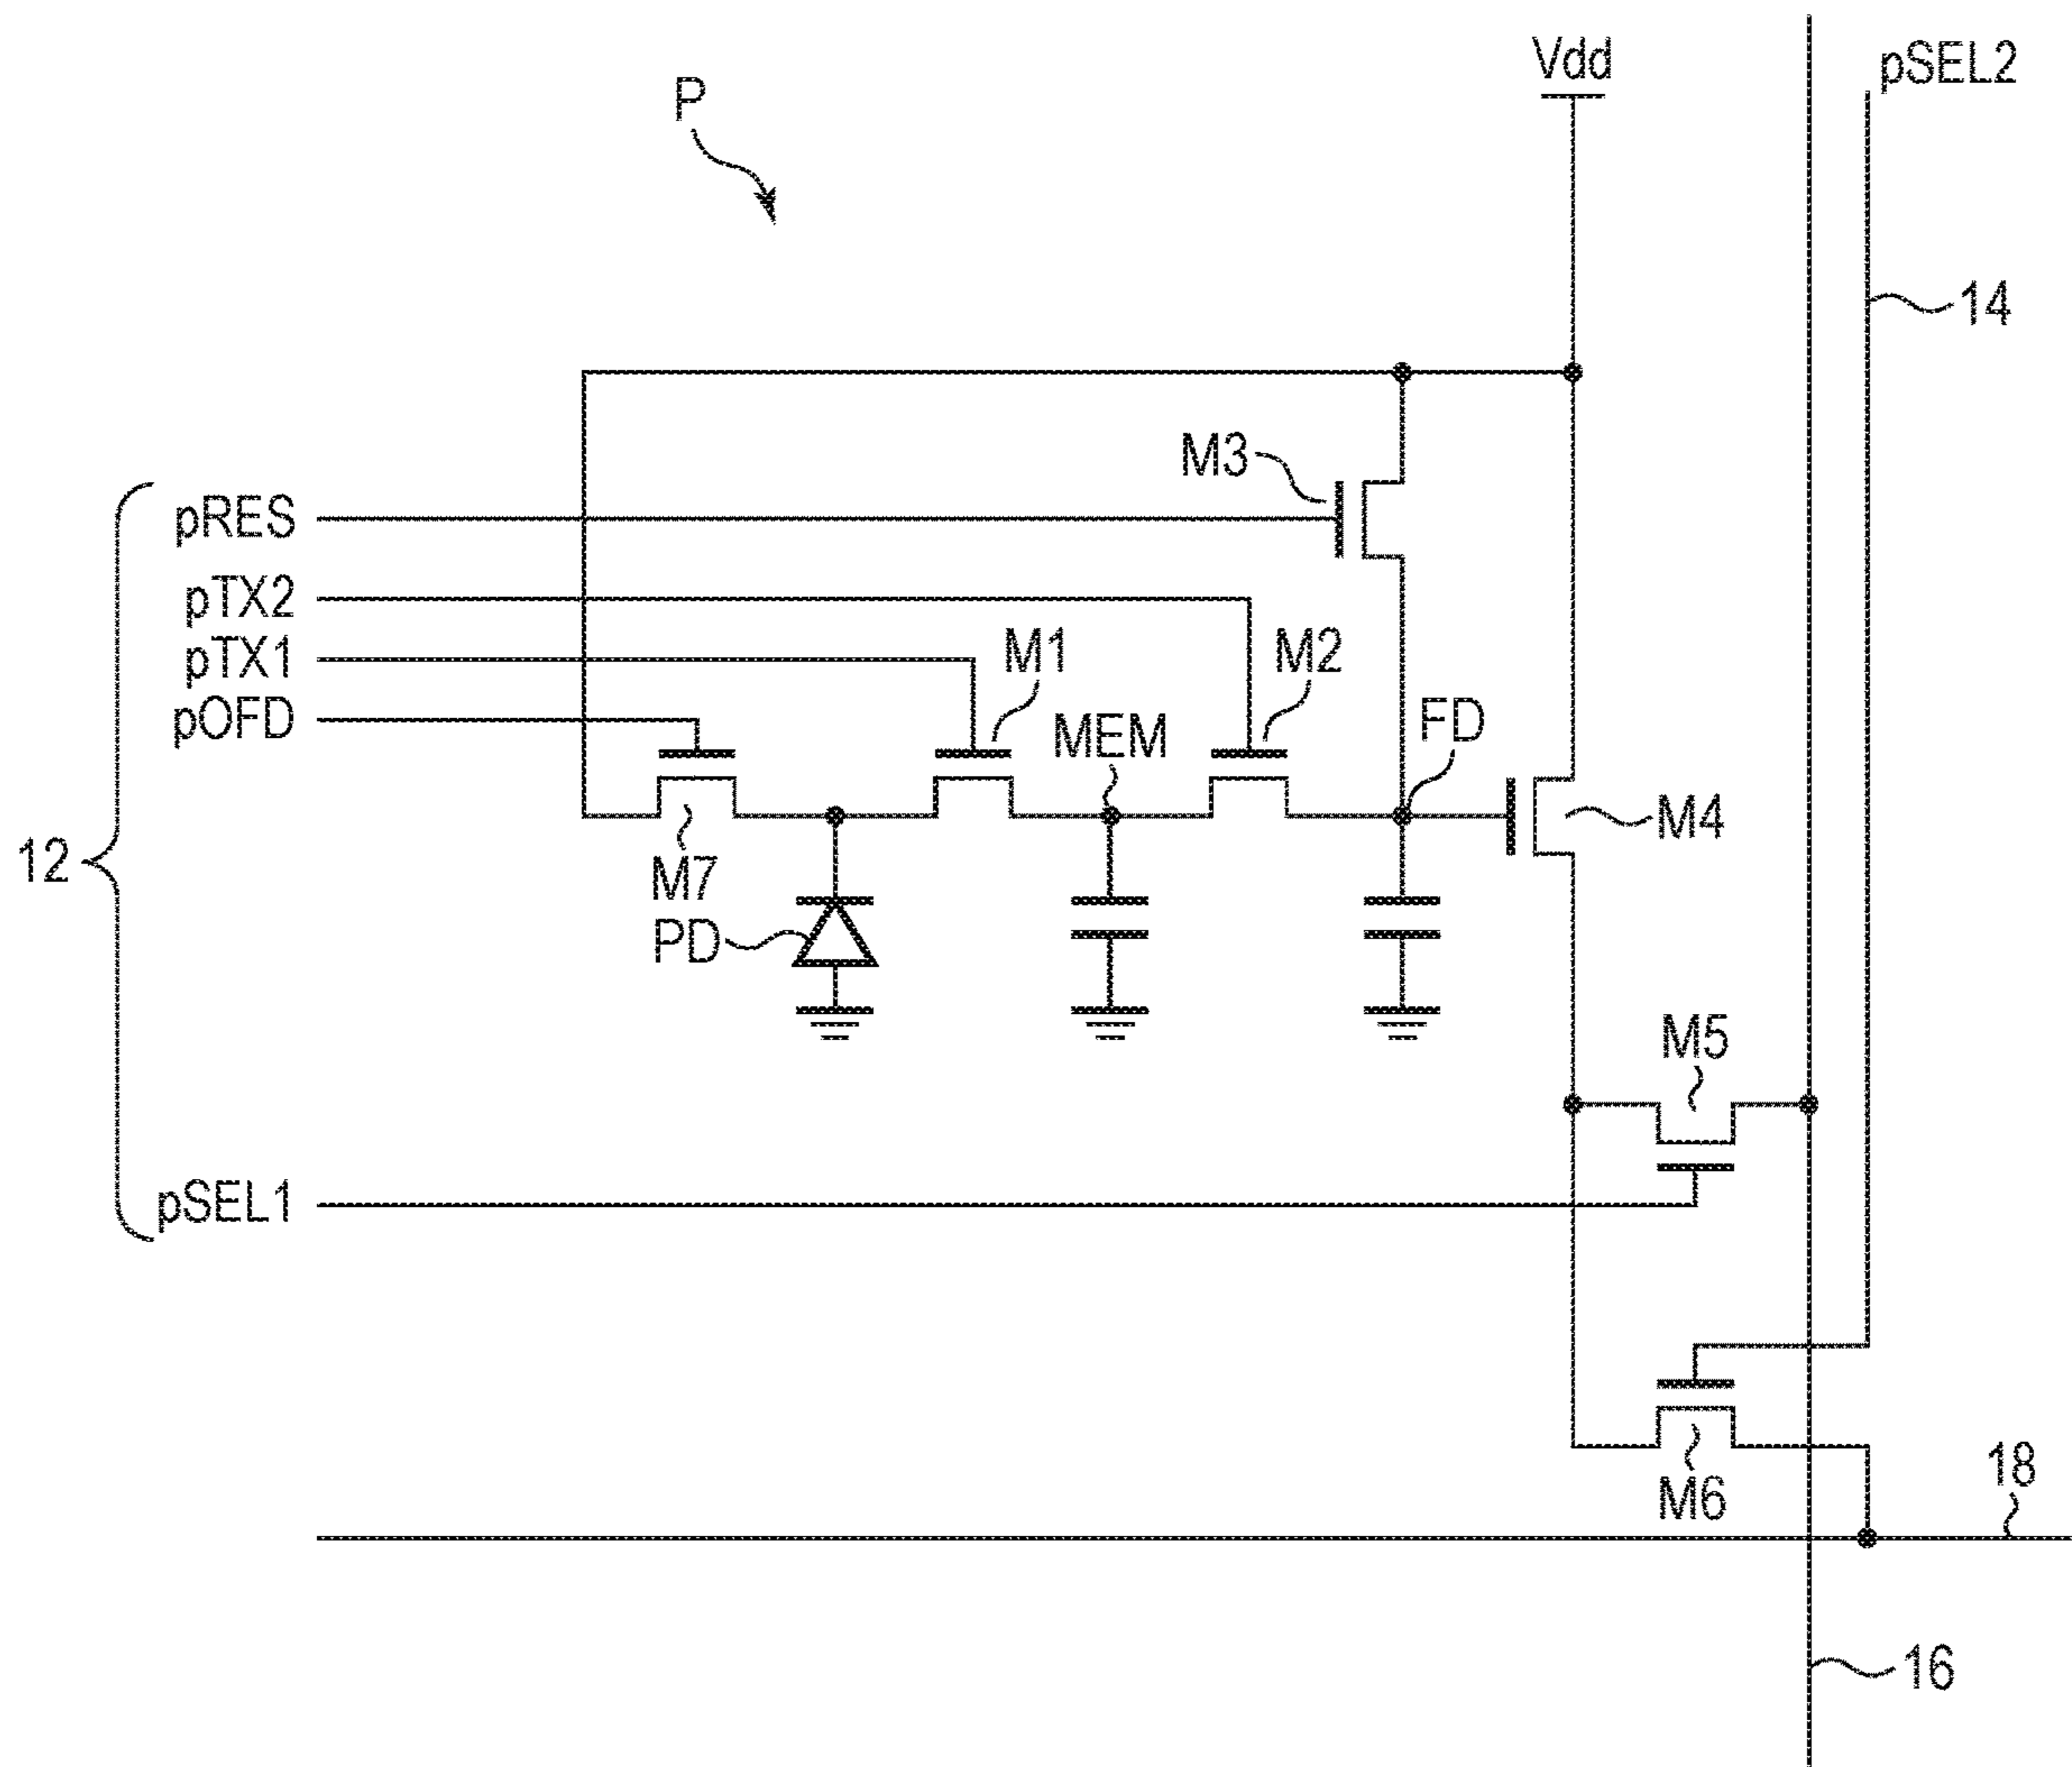 Vdd
pSEL2
P
14
M3
pRES
pTX2
pTX1
M1
M2
pOFD
MEM
FD
M4
12
M7
PD
M5
pSEL1
18
M6
16